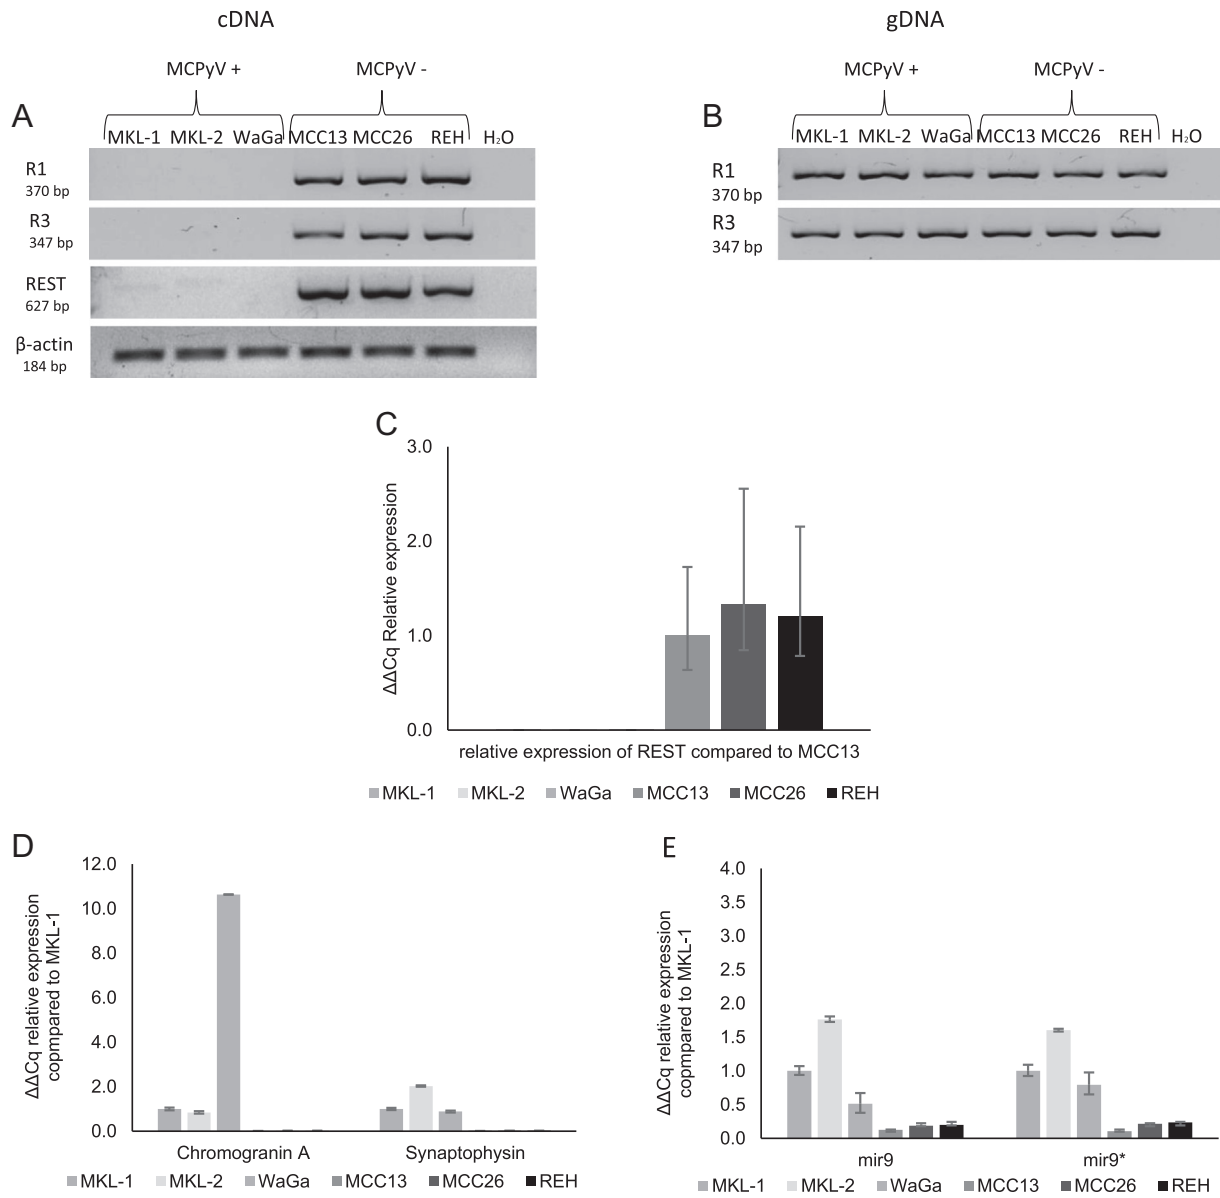 cDNA
gDNA
MCPyV +
MCPyV -
MCPyV +
MCPyV -
A
MKL-1 MKL-2 WaGa MCC13 MCC26 REH H₂O
R1
370 bp
R3
347 bp
REST
627 bp
β-actin
184 bp
B
MKL-1 MKL-2 WaGa MCC13 MCC26 REH H₂O
R1
370 bp
R3
347 bp
C
ΔΔCq Relative expression
3.0
2.0
1.0
0.0
relative expression of REST compared to MCC13
MKL-1 MKL-2 WaGa MCC13 MCC26 REH
D
ΔΔCq relative expression
copmpared to MKL-1
12.0
10.0
8.0
6.0
4.0
2.0
0.0
Chromogranin A Synaptophysin
MKL-1 MKL-2 WaGa MCC13 MCC26 REH
E
ΔΔCq relative expression
copmpared to MKL-1
4.0
3.5
3.0
2.5
2.0
1.5
1.0
0.5
0.0
mir9 mir9*
MKL-1 MKL-2 WaGa MCC13 MCC26 REH